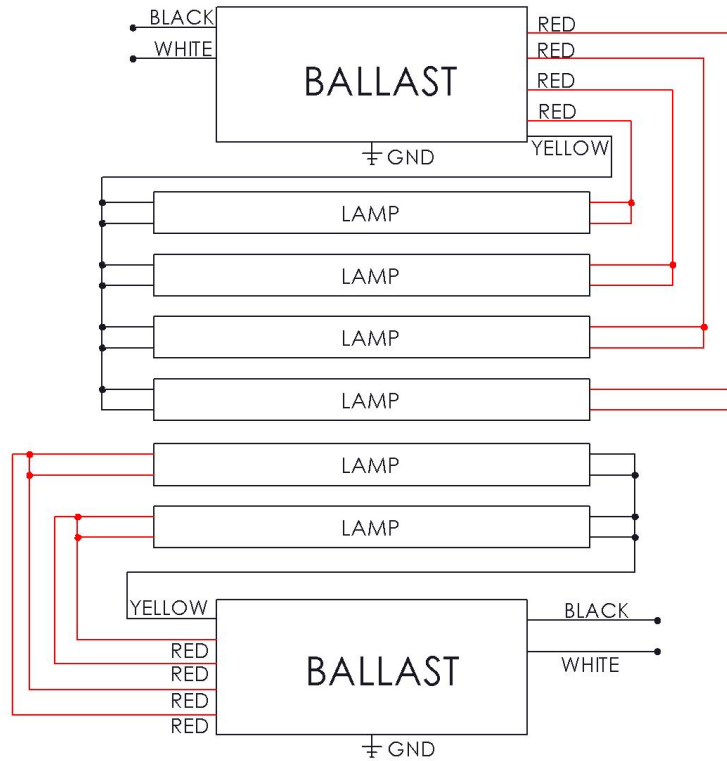 BLACK
RED
WHITE
RED
BALLAST
RED
RED
YELLOW
GND
LAMP
LAMP
LAMP
LAMP
LAMP
LAMP
YELLOW
BLACK
RED
WHITE
BALLAST
RED
RED
RED
GND